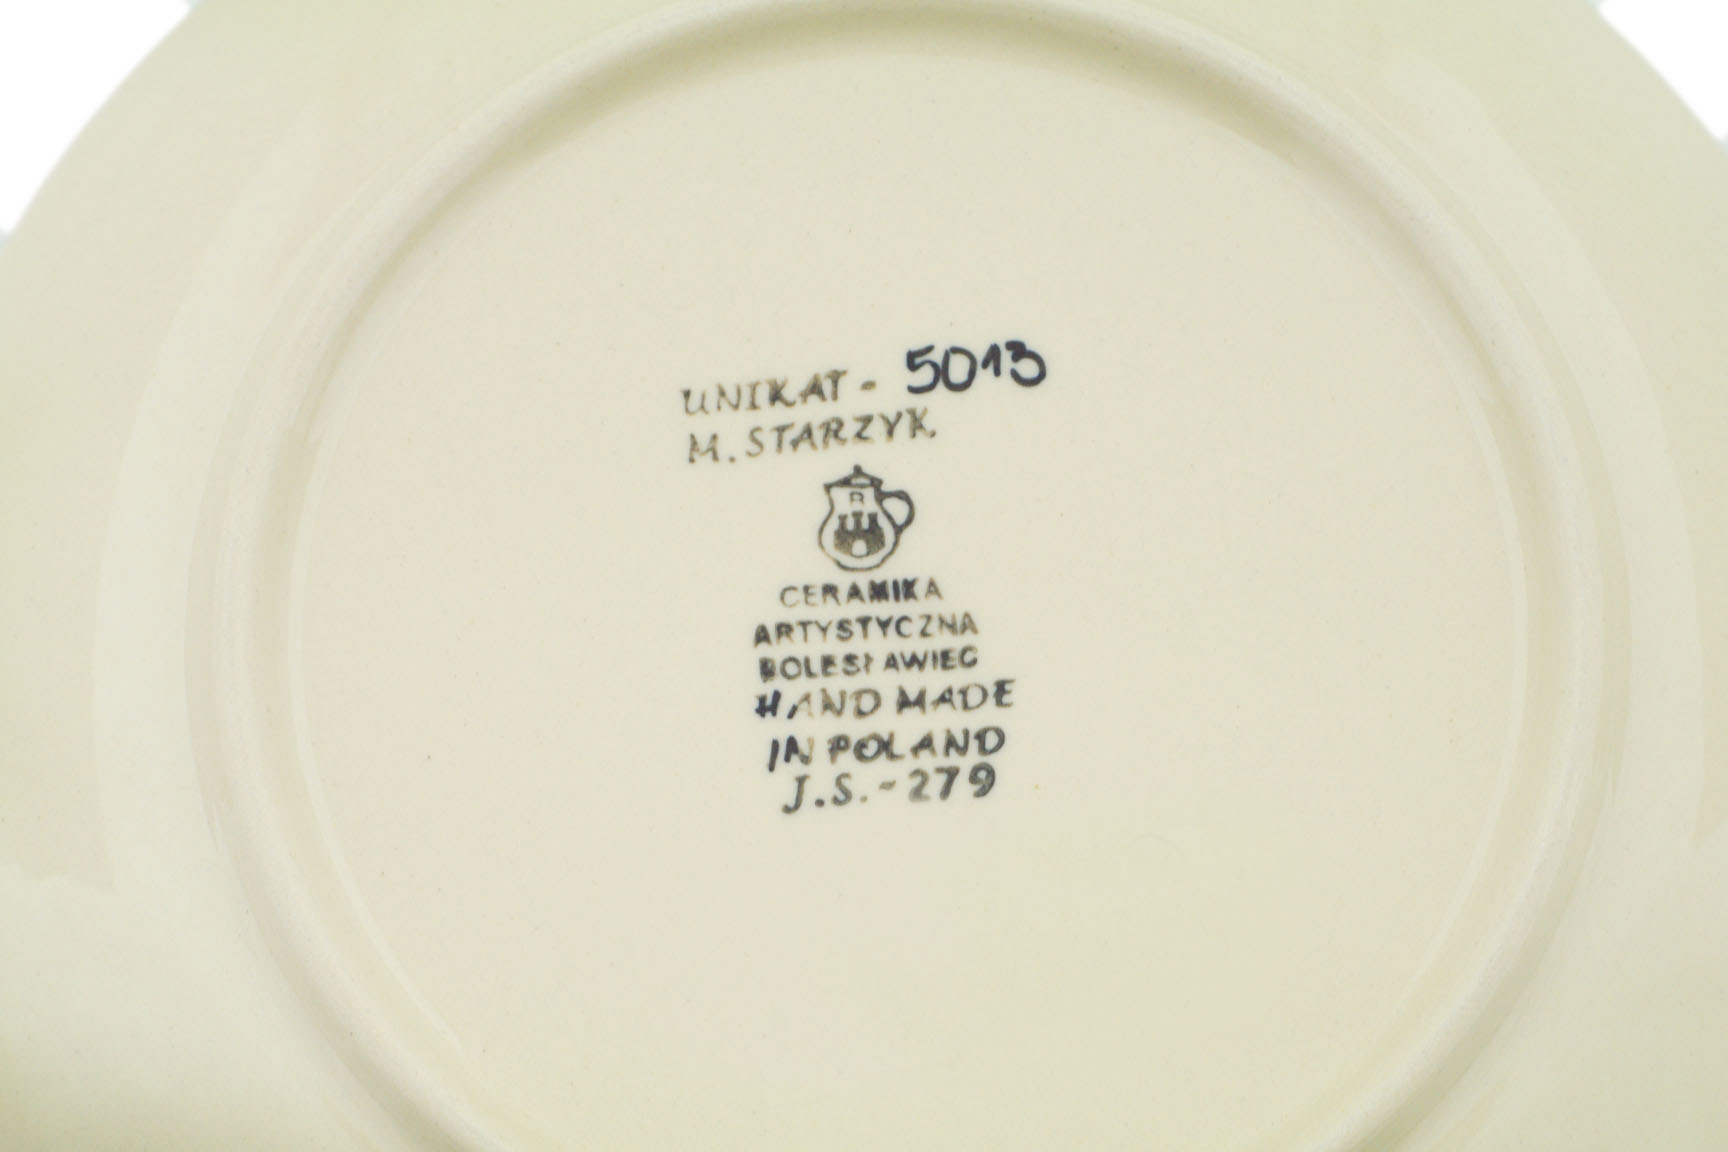 UNIKAT - 5013
M. STARZYK
B
CERAMIKA
ARTYSTYCZNA
BOLESŁAWIEC
HAND MADE
IN POLAND
J.S.-279